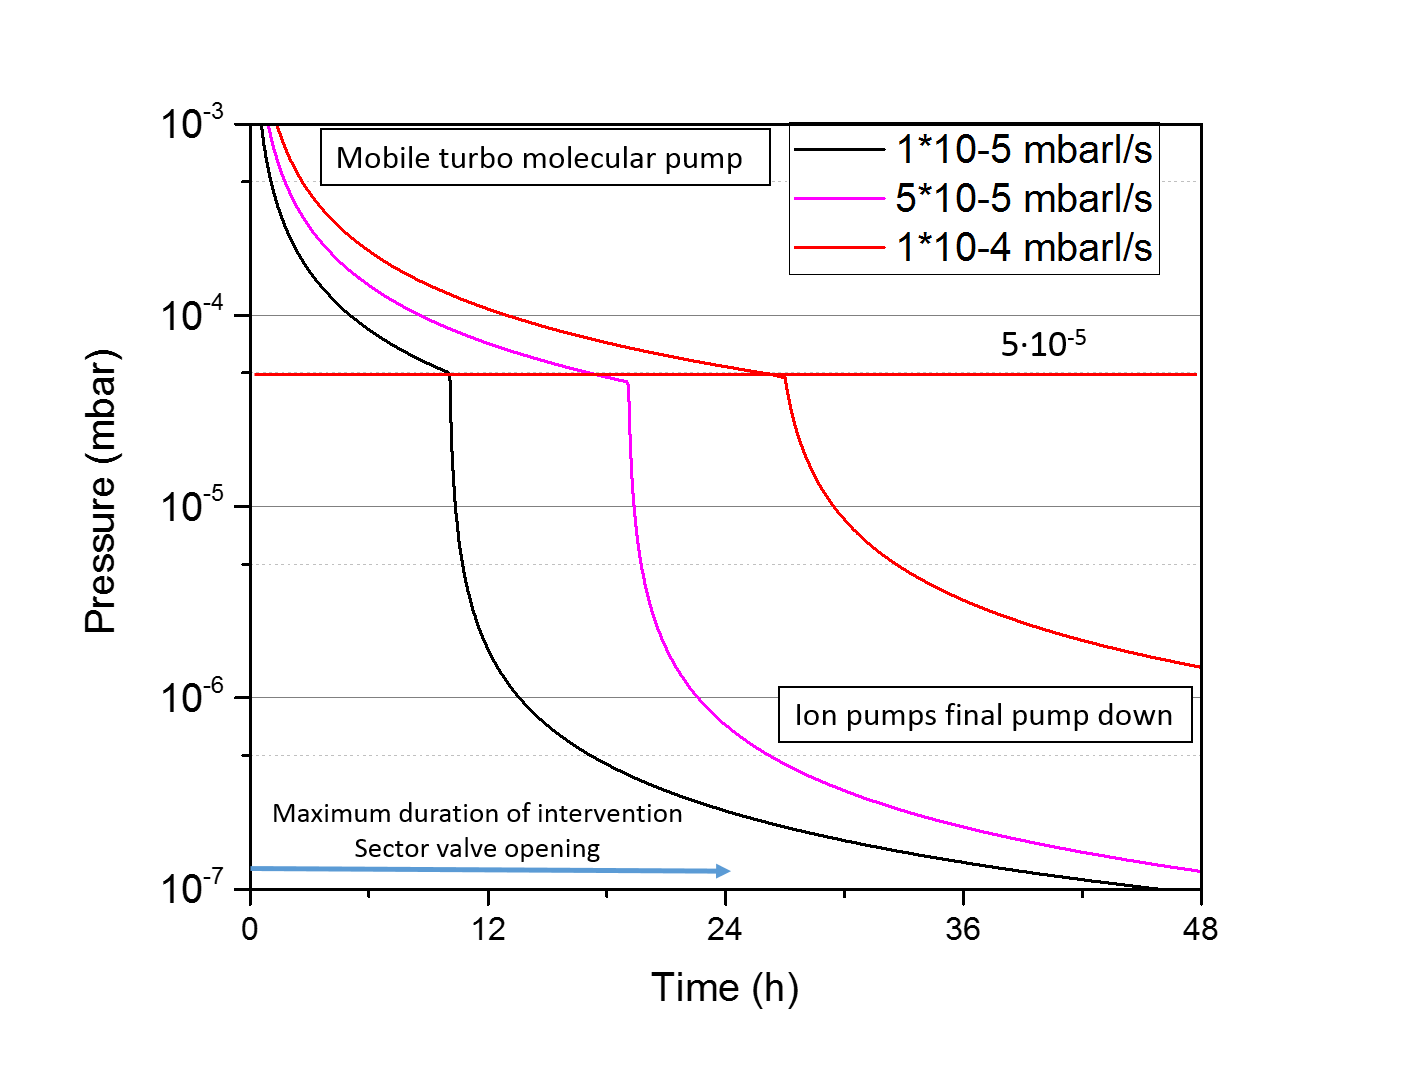 Mobile turbo molecular pump
1*10-5 mbarl/s
5*10-5 mbarl/s
1*10-4 mbarl/s
10⁻³
10⁻⁴
10⁻⁵
10⁻⁶
10⁻⁷
Pressure (mbar)
5·10⁻⁵
Ion pumps final pump down
Maximum duration of intervention
Sector valve opening
0 12 24 36 48
Time (h)